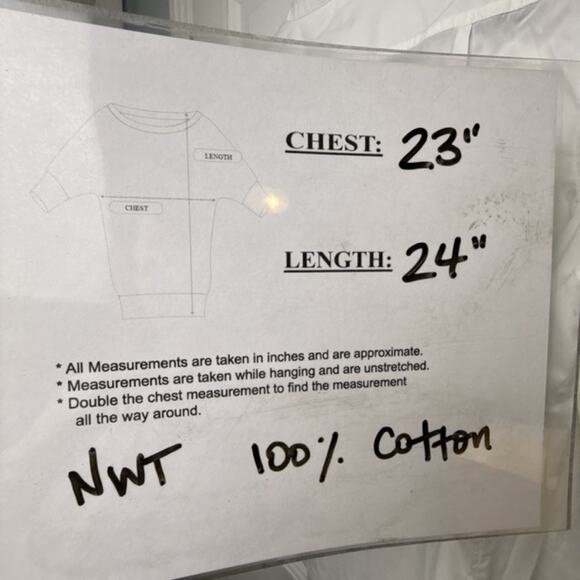 CHEST: 23"
LENGTH
CHEST
LENGTH: 24"
* All Measurements are taken in inches and are approximate.
* Measurements are taken while hanging and are unstretched.
* Double the chest measurement to find the measurement
all the way around.
NWT 100% Cotton